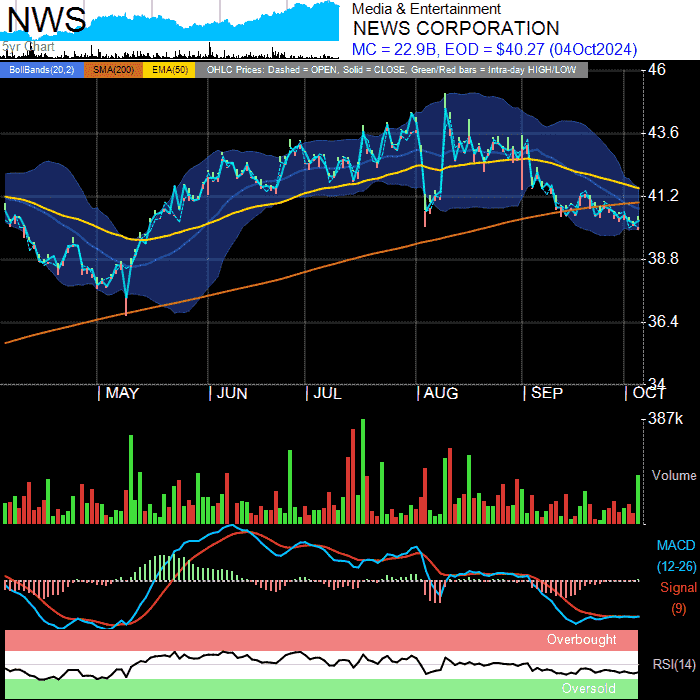 NWS
Media & Entertainment
NEWS CORPORATION
MC = 22.9B, EOD = $40.27 (04Oct2024)
5yr Chart
BollBands(20,2) SMA(200) EMA(50) OHLC Prices: Dashed = OPEN, Solid = CLOSE, Green/Red bars = Intra-day HIGH/LOW
46
43.6
41.2
38.8
36.4
34
MAY JUN JUL AUG SEP OCT
387k
Volume
MACD
(12-26)
Signal
(9)
Overbought
RSI(14)
Oversold